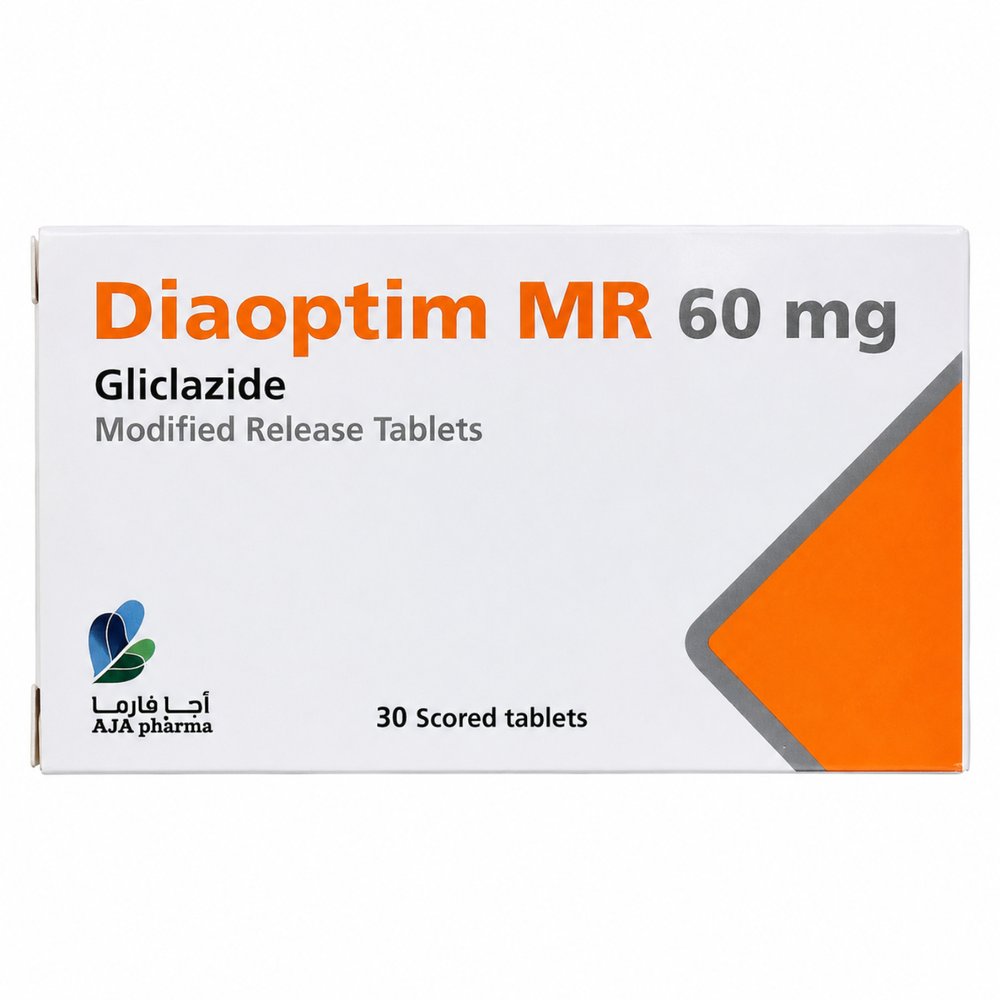 Diaoptim MR 60 mg
Gliclazide
Modified Release Tablets
أجا فارما
AJA pharma
30 Scored tablets